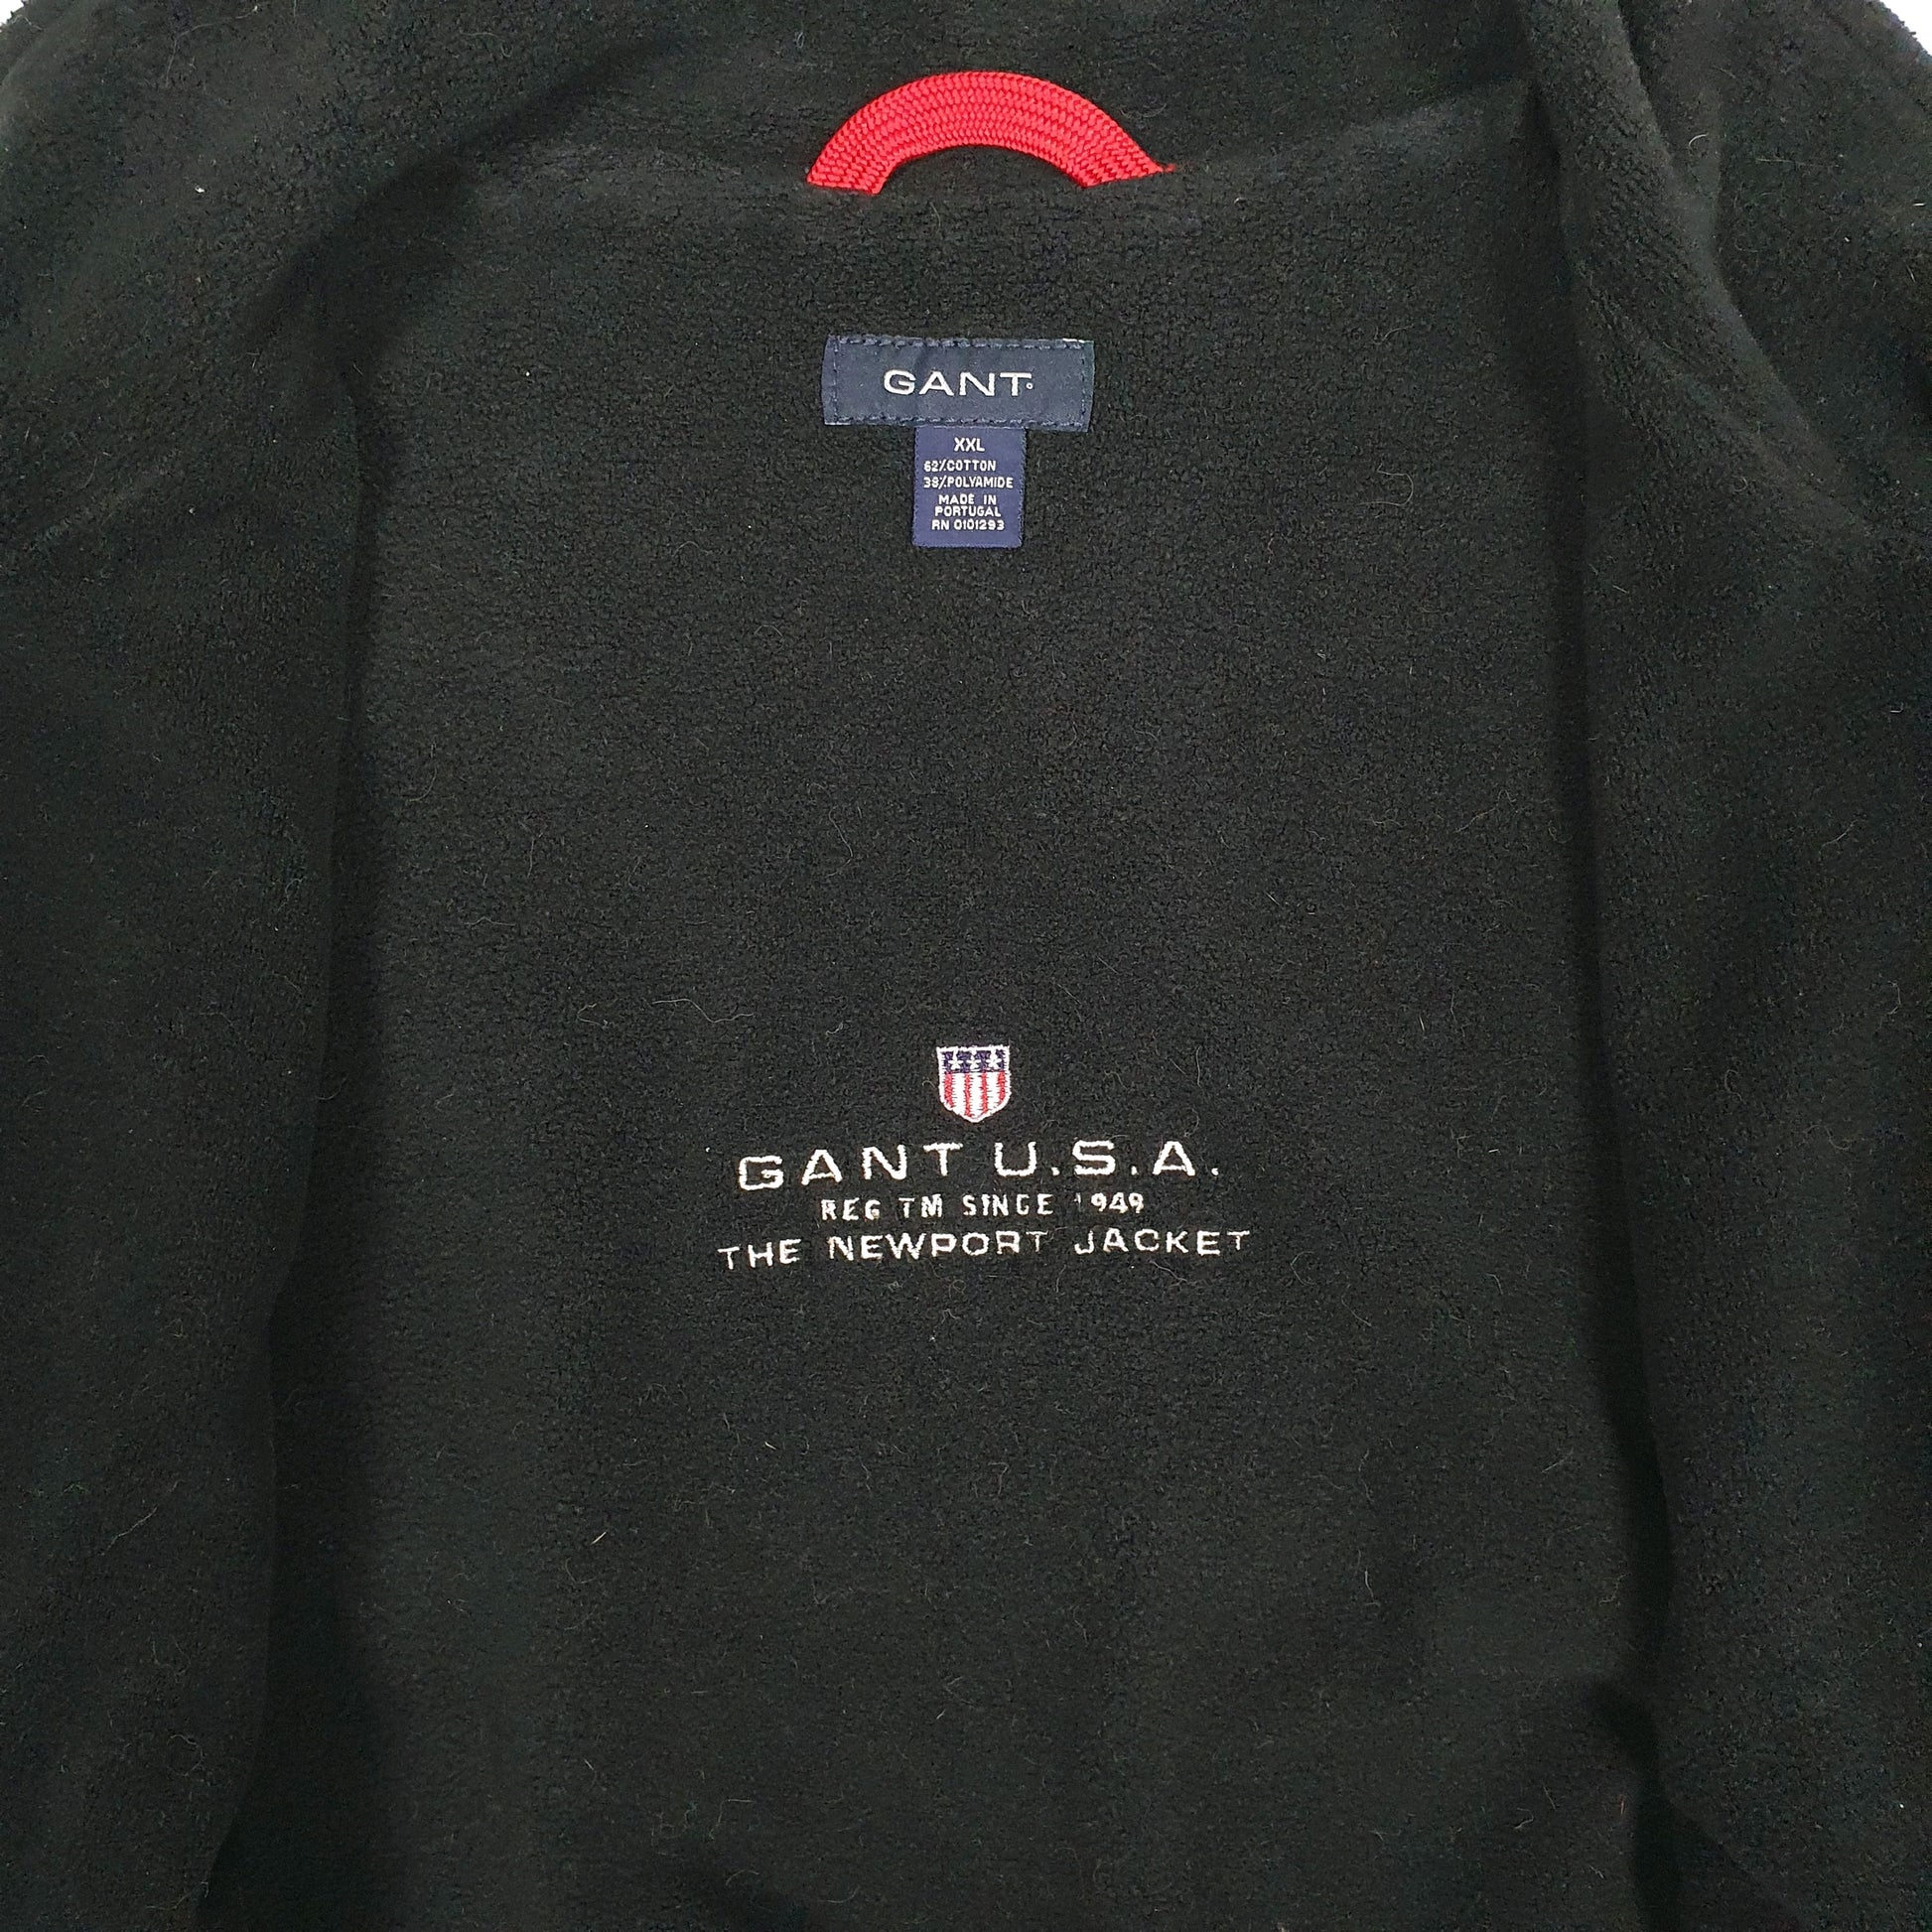 GANT
XXL
62%COTTON
38%POLYAMIDE
MADE IN
PORTUGAL
RN 0101293
GANT U.S.A.
REG TM SINCE 1949
THE NEWPORT JACKET